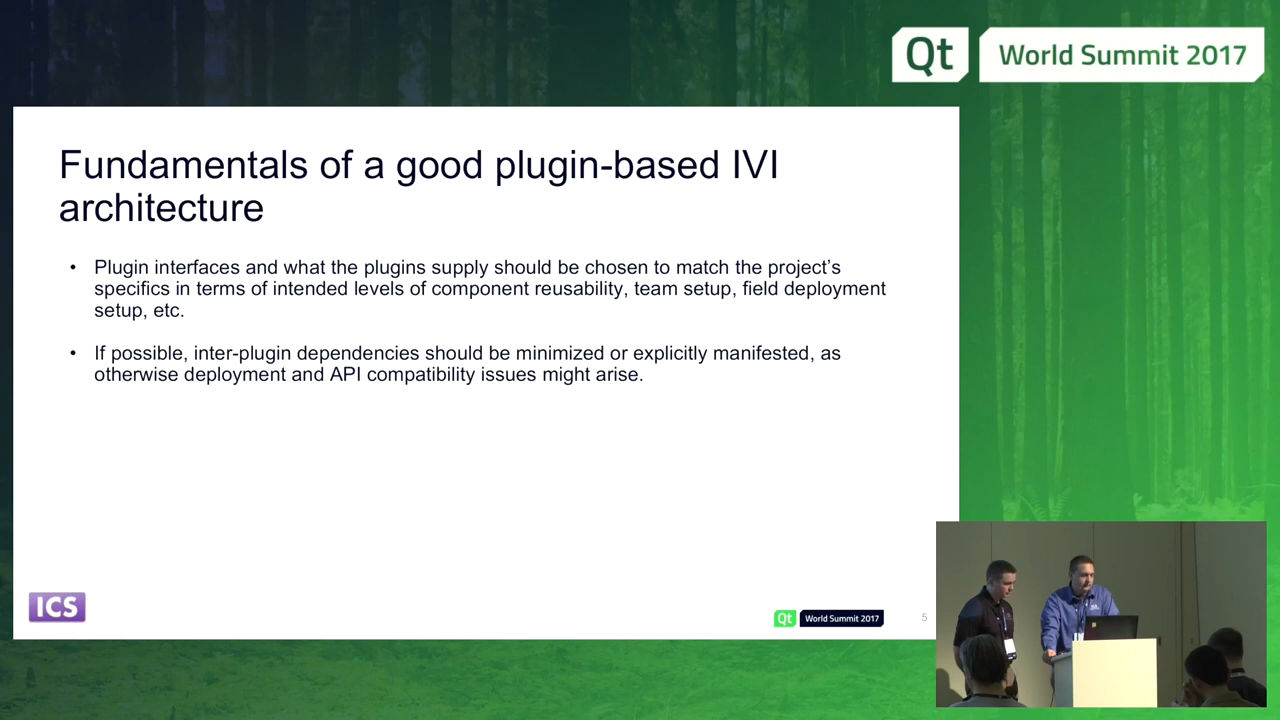 Qt World Summit 2017
Fundamentals of a good plugin-based IVI
architecture
• Plugin interfaces and what the plugins supply should be chosen to match the project's
specifics in terms of intended levels of component reusability, team setup, field deployment
setup, etc.
• If possible, inter-plugin dependencies should be minimized or explicitly manifested, as
otherwise deployment and API compatibility issues might arise.
ICS
Qt World Summit 2017
5